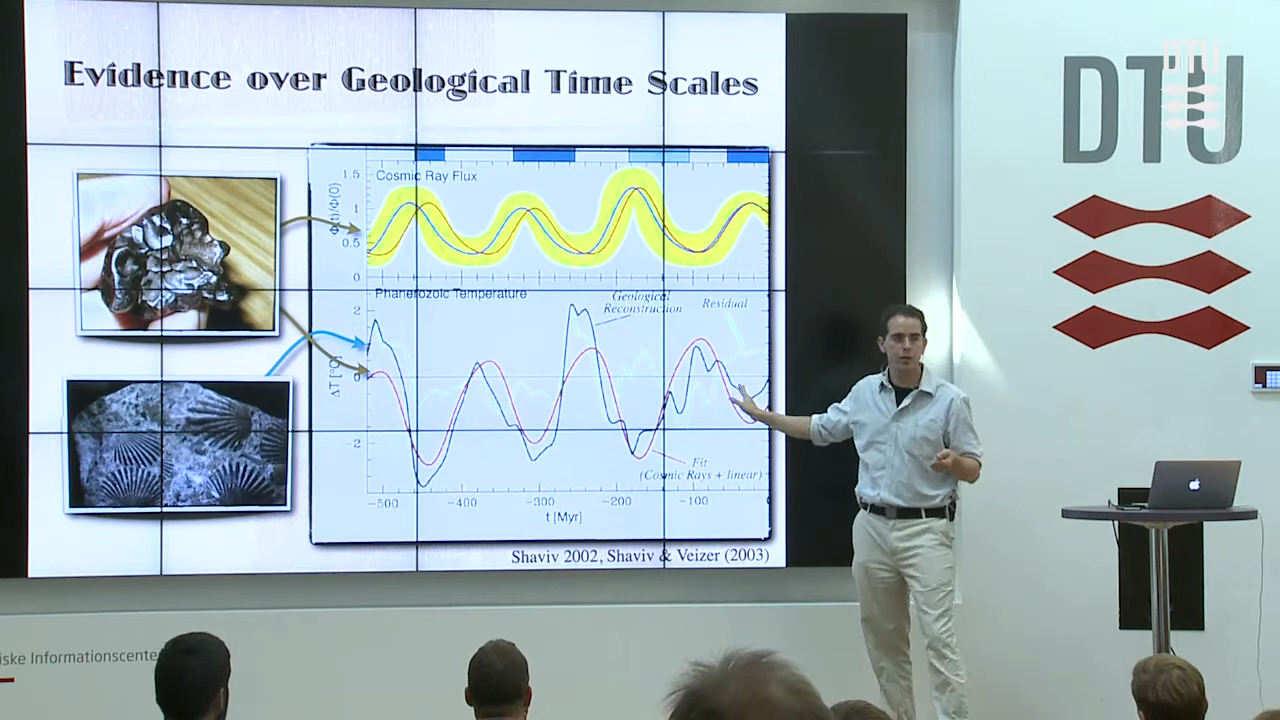 Evidence over Geological Time Scales
DTU
DTU
Cosmic Ray Flux
Φ(t)/Φ(0)
1.5
1
0.5
0
Phanerozoic Temperature
Geological
Reconstruction
Residual
ΔT [°C]
2
0
−2
Fit
(Cosmic Rays + linear)
−500
−400
−300
−200
−100
0
t [Myr]
Shaviv 2002, Shaviv & Veizer (2003)
iske Informationscente